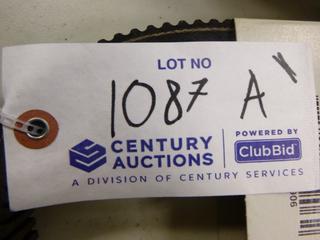 LOT NO
1087 A
CENTURY AUCTIONS
POWERED BY
ClubBid
A DIVISION OF CENTURY SERVICES